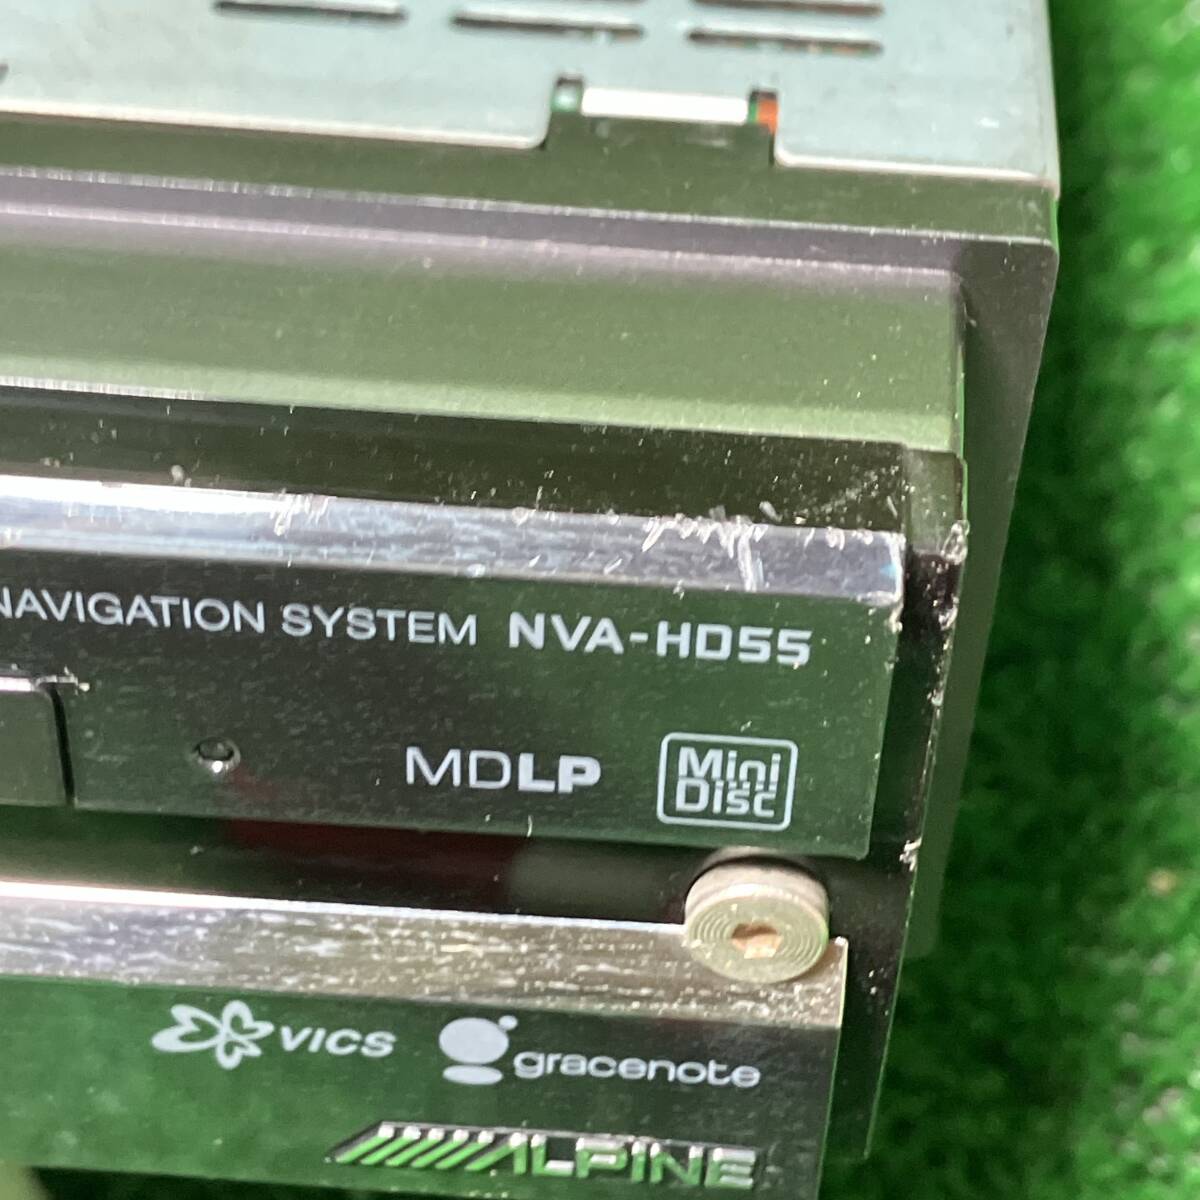 NAVIGATION SYSTEM NVA-HD55
MDLP
Mini
Disc
VICS
gracenote
ALPINE